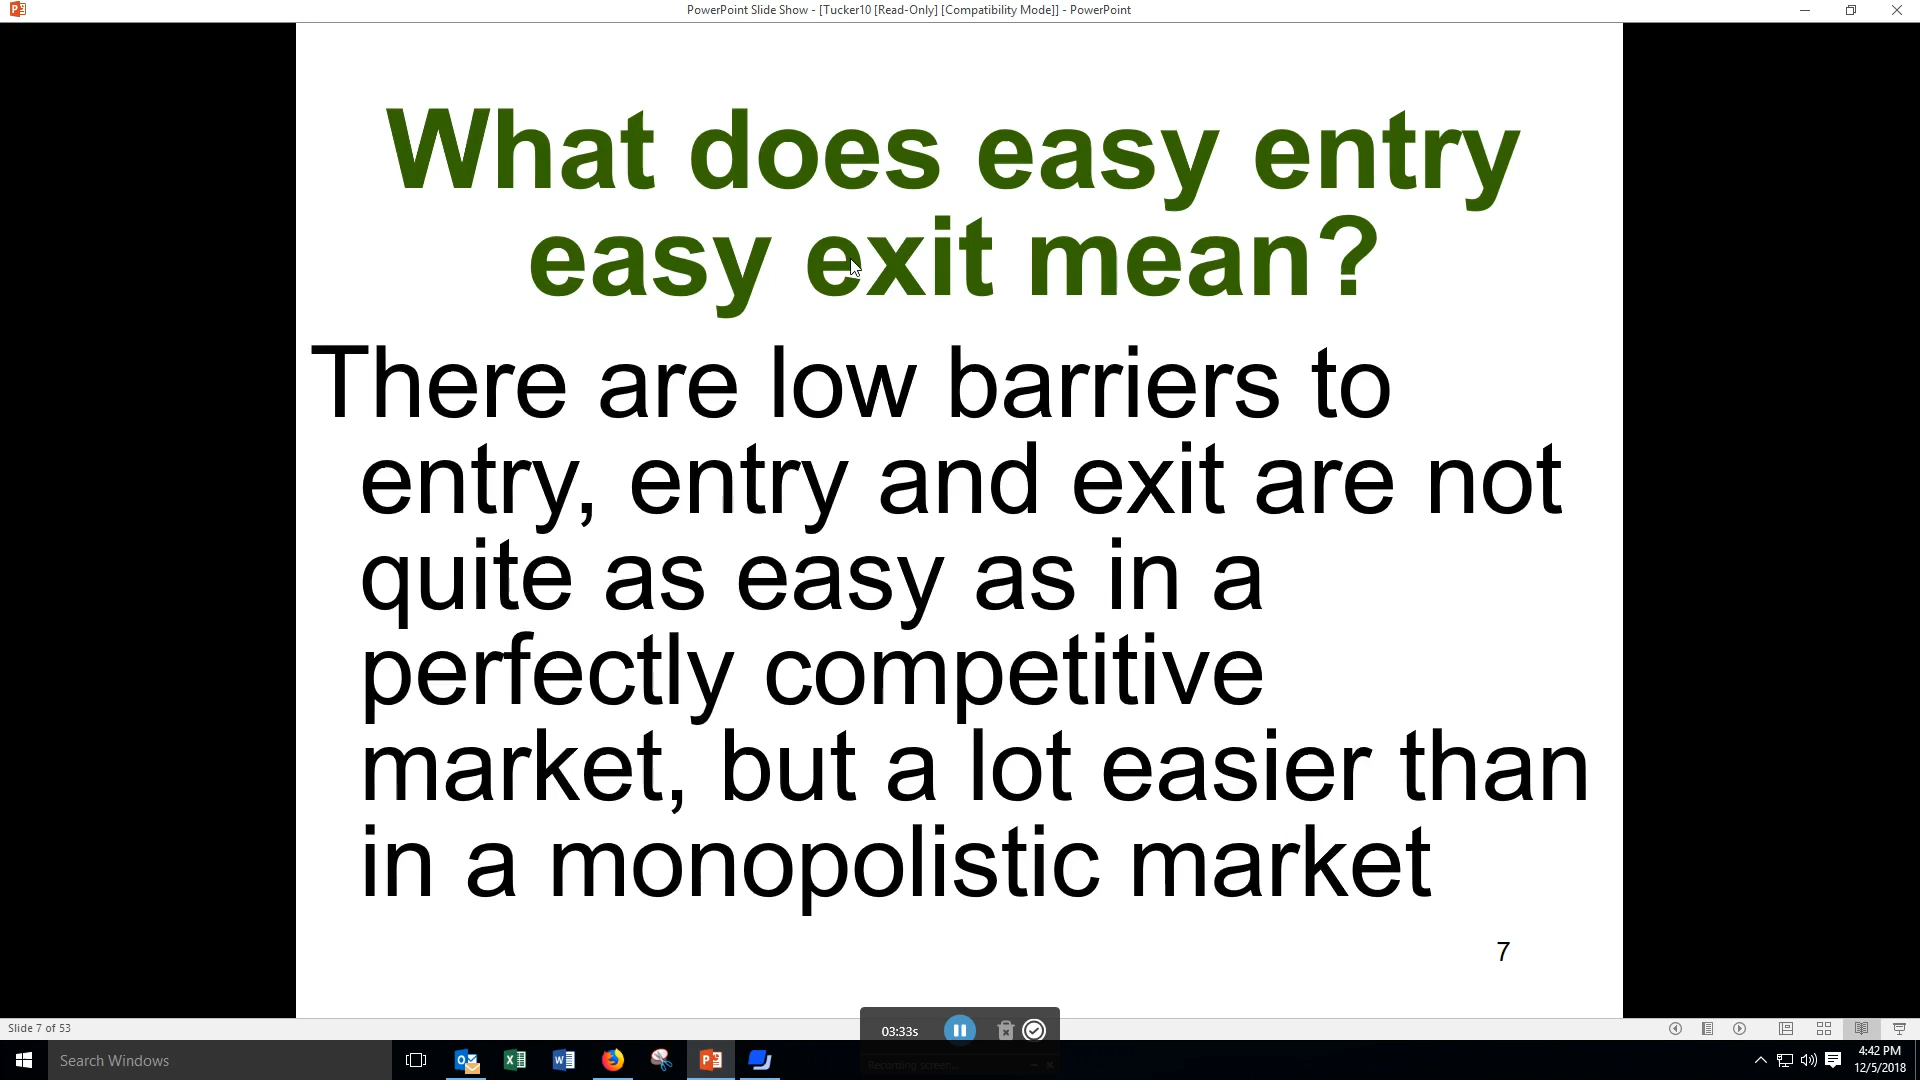 PowerPoint Slide Show - [Tucker10 [Read-Only] [Compatibility Mode]] - PowerPoint
What does easy entry
easy exit mean?
There are low barriers to
entry, entry and exit are not
quite as easy as in a
perfectly competitive
market, but a lot easier than
in a monopolistic market
7
Slide 7 of 53
03:33s
Recording screen...
Search Windows
4:42 PM
12/5/2018